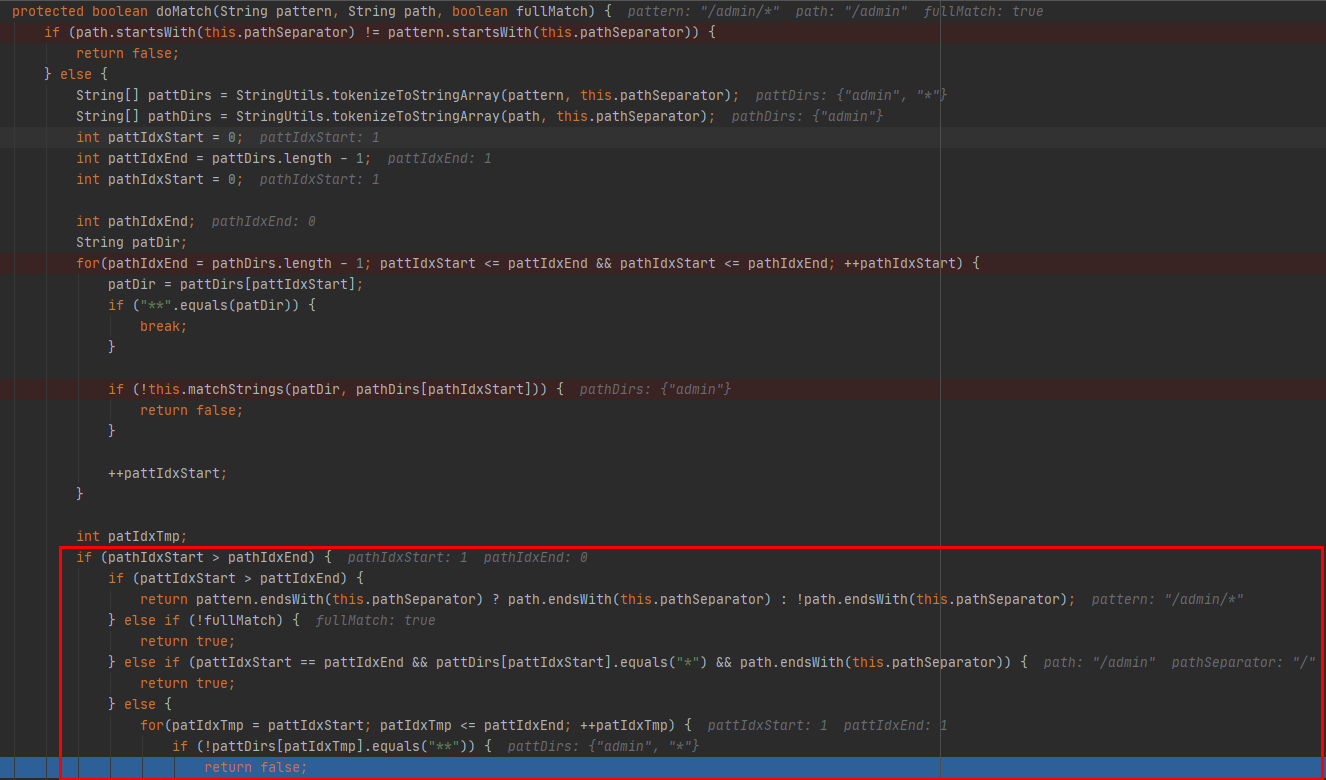 protected boolean doMatch(String pattern, String path, boolean fullMatch) {  pattern: "/admin/*"  path: "/admin"  fullMatch: true
    if (path.startsWith(this.pathSeparator) != pattern.startsWith(this.pathSeparator)) {
        return false;
    } else {
        String[] pattDirs = StringUtils.tokenizeToStringArray(pattern, this.pathSeparator);  pattDirs: {"admin", "*"}
        String[] pathDirs = StringUtils.tokenizeToStringArray(path, this.pathSeparator);  pathDirs: {"admin"}
        int pattIdxStart = 0;  pattIdxStart: 1
        int pattIdxEnd = pattDirs.length - 1;  pattIdxEnd: 1
        int pathIdxStart = 0;  pathIdxStart: 1
        int pathIdxEnd;  pathIdxEnd: 0
        String patDir;
        for(pathIdxEnd = pathDirs.length - 1; pattIdxStart <= pattIdxEnd && pathIdxStart <= pathIdxEnd; ++pathIdxStart) {
            patDir = pattDirs[pattIdxStart];
            if ("**".equals(patDir)) {
                break;
            }
            if (!this.matchStrings(patDir, pathDirs[pathIdxStart])) {  pathDirs: {"admin"}
                return false;
            }
            ++pattIdxStart;
        }
        int patIdxTmp;
        if (pathIdxStart > pathIdxEnd) {  pathIdxStart: 1  pathIdxEnd: 0
            if (pattIdxStart > pattIdxEnd) {
                return pattern.endsWith(this.pathSeparator) ? path.endsWith(this.pathSeparator) : !path.endsWith(this.pathSeparator);  pattern: "/admin/*"
            } else if (!fullMatch) {  fullMatch: true
                return true;
            } else if (pattIdxStart == pattIdxEnd && pattDirs[pattIdxStart].equals("*") && path.endsWith(this.pathSeparator)) {  path: "/admin"  pathSeparator: "/"
                return true;
            } else {
                for(patIdxTmp = pattIdxStart; patIdxTmp <= pattIdxEnd; ++patIdxTmp) {  pattIdxStart: 1  pattIdxEnd: 1
                    if (!pattDirs[patIdxTmp].equals("**")) {  pattDirs: {"admin", "*"}
                        return false;